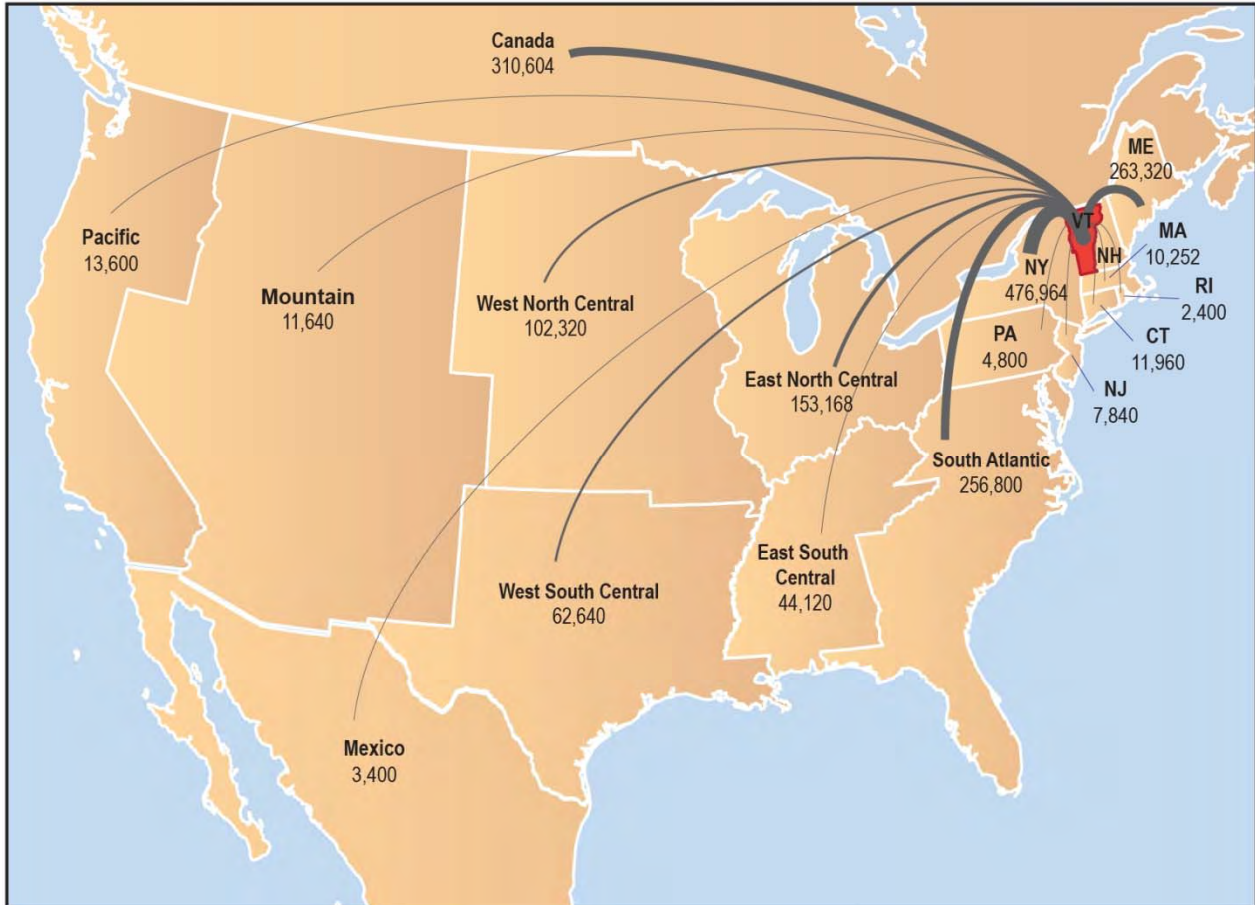 Canada
310,604
ME
263,320
Pacific
13,600
VT
MA
10,252
NH
NY
476,964
RI
2,400
Mountain
11,640
West North Central
102,320
PA
4,800
CT
11,960
East North Central
153,168
NJ
7,840
South Atlantic
256,800
East South
Central
44,120
West South Central
62,640
Mexico
3,400